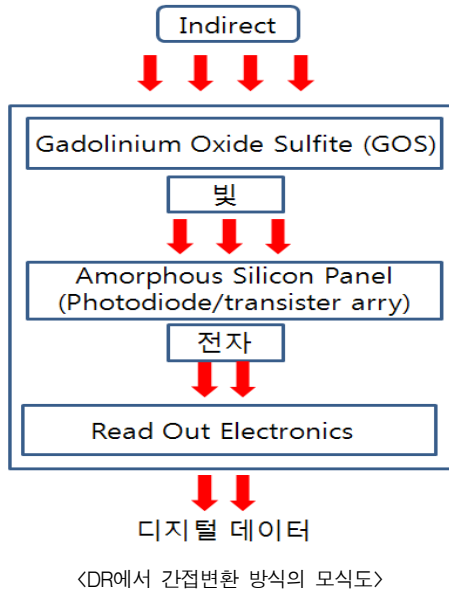 Indirect
Gadolinium Oxide Sulfite (GOS)
빛
Amorphous Silicon Panel
(Photodiode/transister arry)
전자
Read Out Electronics
디지털 데이터
<DR에서 간접변환 방식의 모식도>